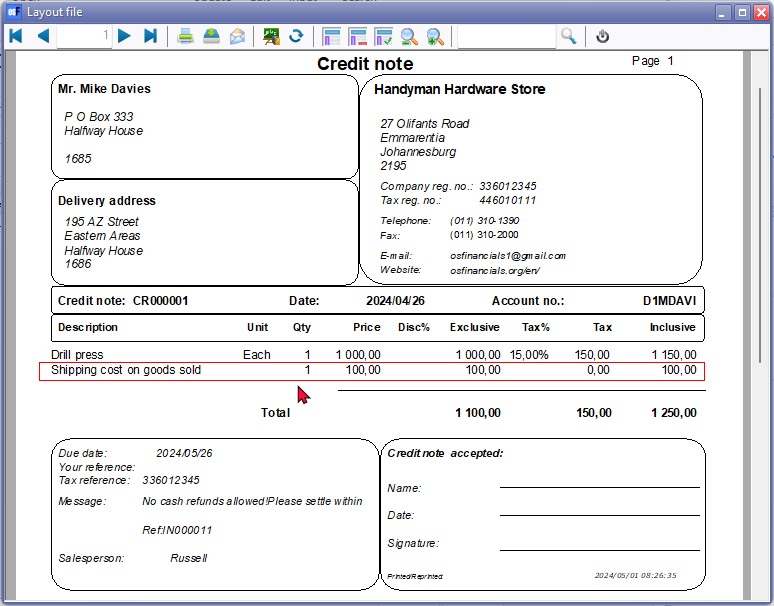 Layout file
1
Credit note
Page 1
Mr. Mike Davies
P O Box 333
Halfway House
1685
Handyman Hardware Store
27 Olifants Road
Emmarentia
Johannesburg
2195
Company reg. no.: 336012345
Tax reg. no.: 446010111
Telephone: (011) 310-1390
Fax: (011) 310-2000
E-mail: osfinancials1@gmail.com
Website: osfinancials.org/en/
Delivery address
195 AZ Street
Eastern Areas
Halfway House
1686
Credit note: CR000001 Date: 2024/04/26 Account no.: D1MDAVI
Description Unit Qty Price Disc% Exclusive Tax% Tax Inclusive
Drill press Each 1 1 000,00 1 000,00 15,00% 150,00 1 150,00
Shipping cost on goods sold 1 100,00 100,00 0,00 100,00
Total 1 100,00 150,00 1 250,00
Due date: 2024/05/26
Your reference:
Tax reference: 336012345
Message: No cash refunds allowed!Please settle within
Ref:IN000011
Salesperson: Russell
Credit note accepted:
Name:
Date:
Signature:
Printed/Reprinted: 2024/05/01 08:26:35